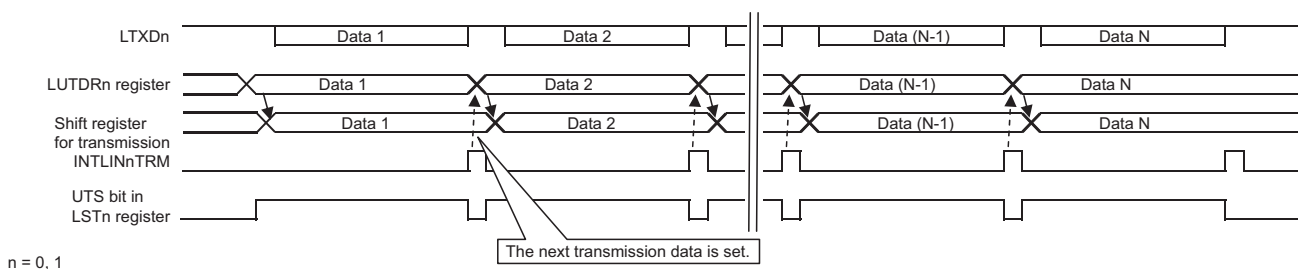 LTXDn
Data 1
Data 2
Data (N-1)
Data N
LUTDRn register
Data 1
Data 2
Data (N-1)
Data N
Shift register
for transmission
Data 1
Data 2
Data (N-1)
Data N
INTLINnTRM
UTS bit in
LSTn register
The next transmission data is set.
n = 0, 1